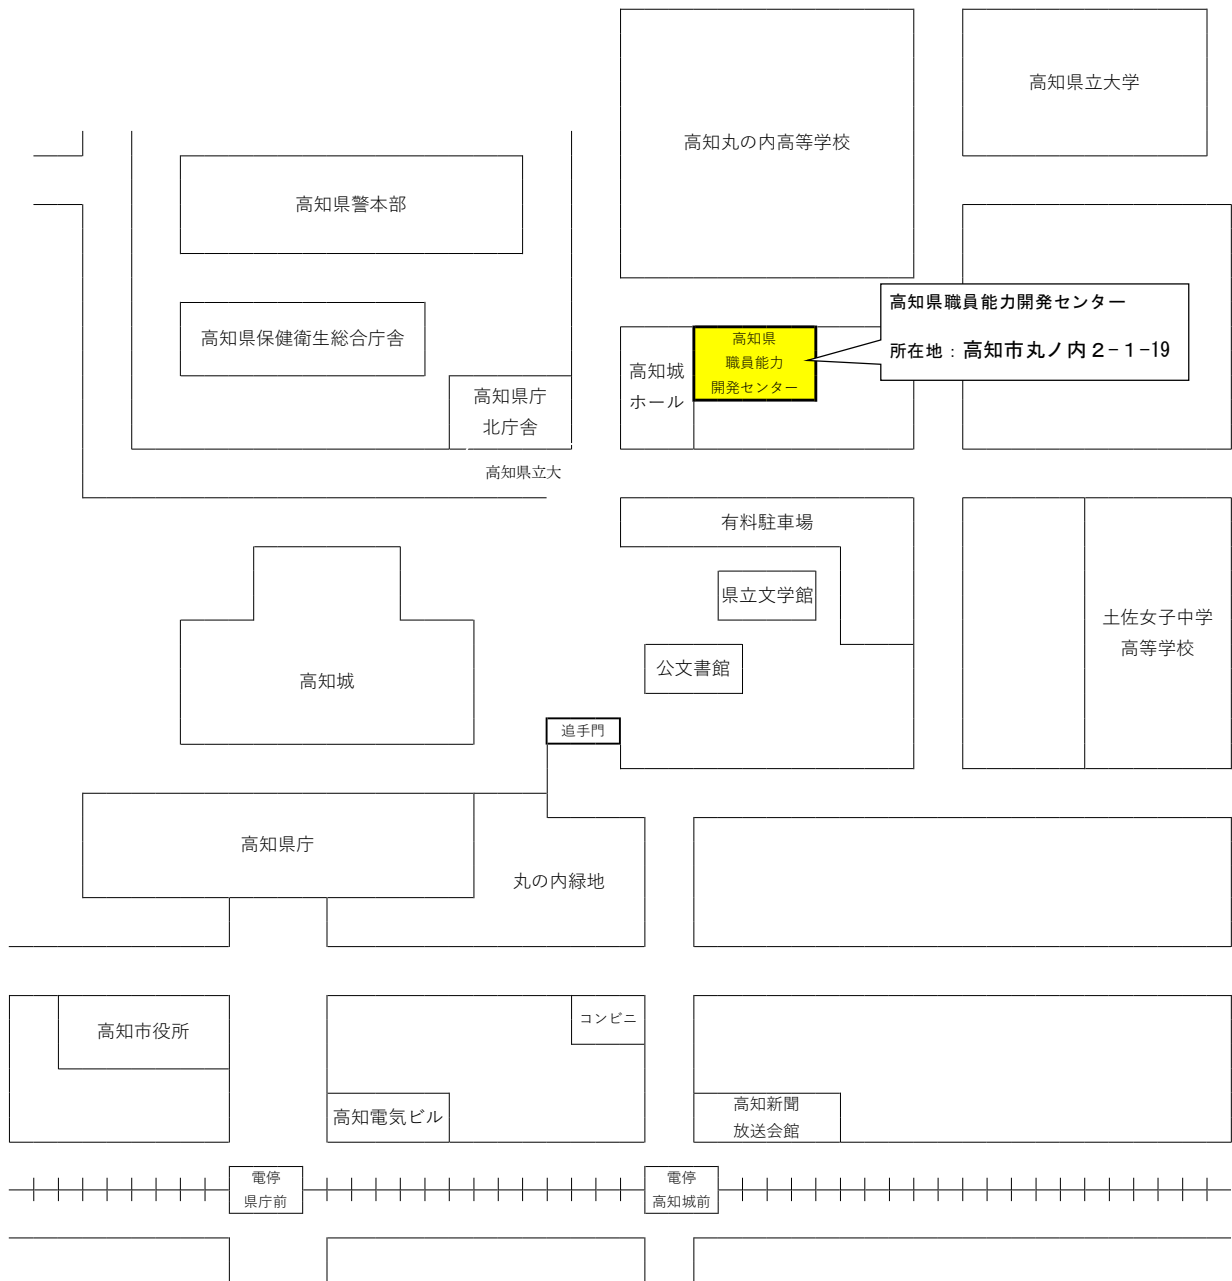 高知県立大学
高知丸の内高等学校
高知県警本部
高知県職員能力開発センター
所在地：高知市丸ノ内２−１−19
高知県保健衛生総合庁舎
高知県
職員能力
開発センター
高知城
ホール
高知県庁
北庁舎
高知県立大
有料駐車場
県立文学館
土佐女子中学
高等学校
公文書館
高知城
追手門
高知県庁
丸の内緑地
高知市役所
コンビニ
高知電気ビル
高知新聞
放送会館
電停
県庁前
電停
高知城前